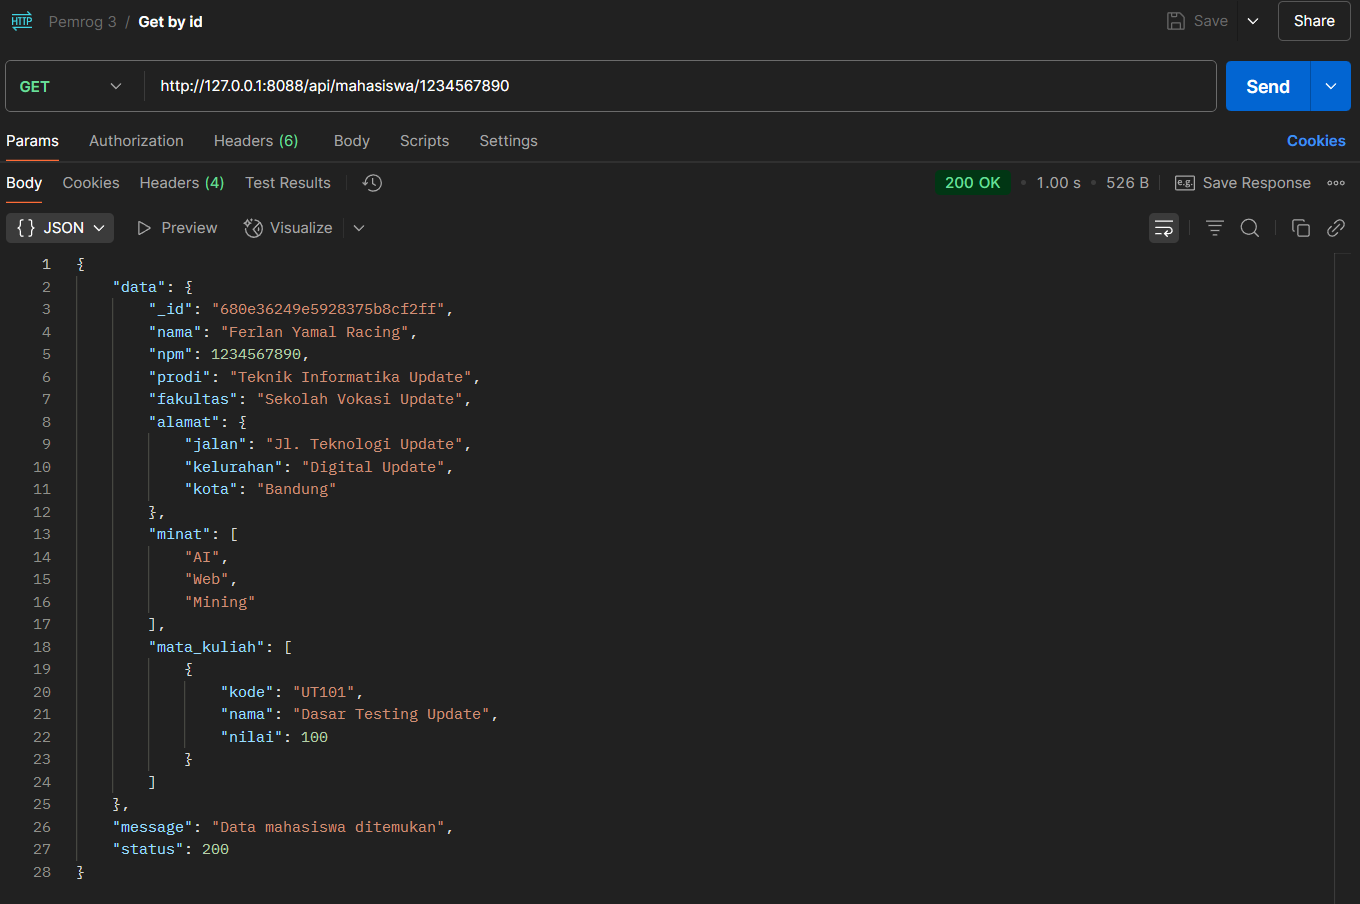 HTTP Pemrog 3 / Get by id Save Share
GET http://127.0.0.1:8088/api/mahasiswa/1234567890 Send
Params Authorization Headers (6) Body Scripts Settings Cookies
Body Cookies Headers (4) Test Results 200 OK • 1.00 s • 526 B e.g. Save Response
{} JSON Preview Visualize
1 {
2 "data": {
3 "_id": "680e36249e5928375b8cf2ff",
4 "nama": "Ferlan Yamal Racing",
5 "npm": 1234567890,
6 "prodi": "Teknik Informatika Update",
7 "fakultas": "Sekolah Vokasi Update",
8 "alamat": {
9 "jalan": "Jl. Teknologi Update",
10 "kelurahan": "Digital Update",
11 "kota": "Bandung"
12 },
13 "minat": [
14 "AI",
15 "Web",
16 "Mining"
17 ],
18 "mata_kuliah": [
19 {
20 "kode": "UT101",
21 "nama": "Dasar Testing Update",
22 "nilai": 100
23 }
24 ]
25 },
26 "message": "Data mahasiswa ditemukan",
27 "status": 200
28 }